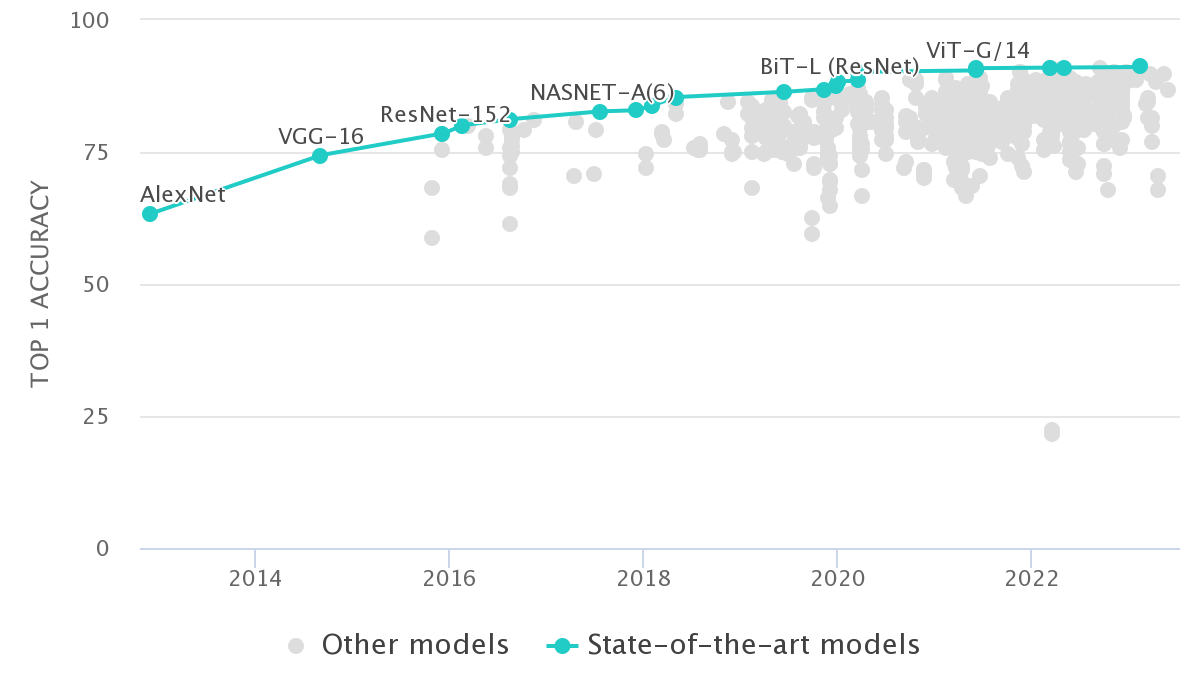 100
ViT-G/14
BiT-L (ResNet)
NASNET-A(6)
ResNet-152
VGG-16
75
AlexNet
TOP 1 ACCURACY
50
25
0
2014 2016 2018 2020 2022
Other models State-of-the-art models